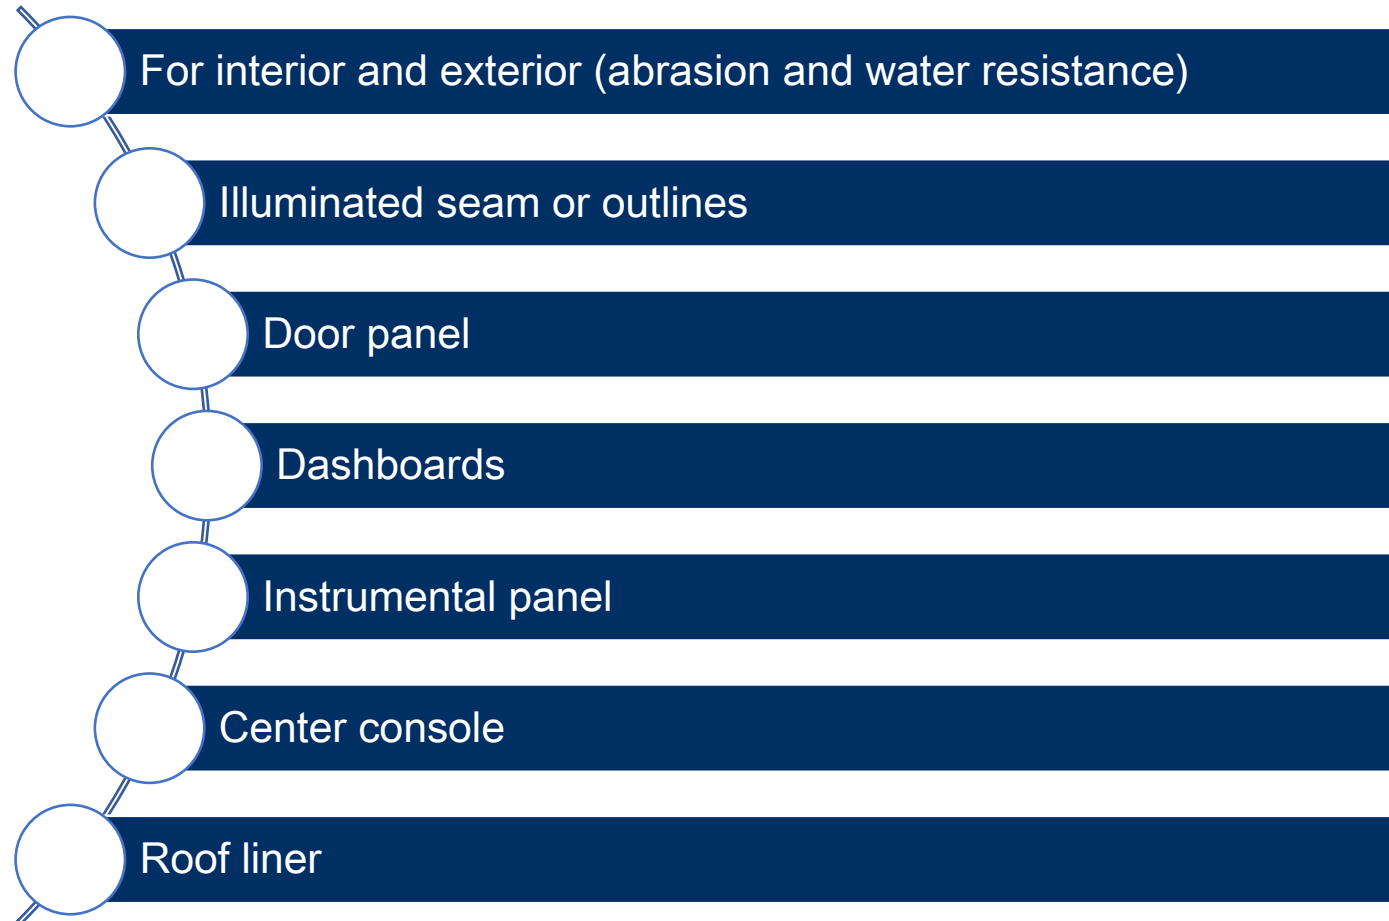 For interior and exterior (abrasion and water resistance)
Illuminated seam or outlines
Door panel
Dashboards
Instrumental panel
Center console
Roof liner